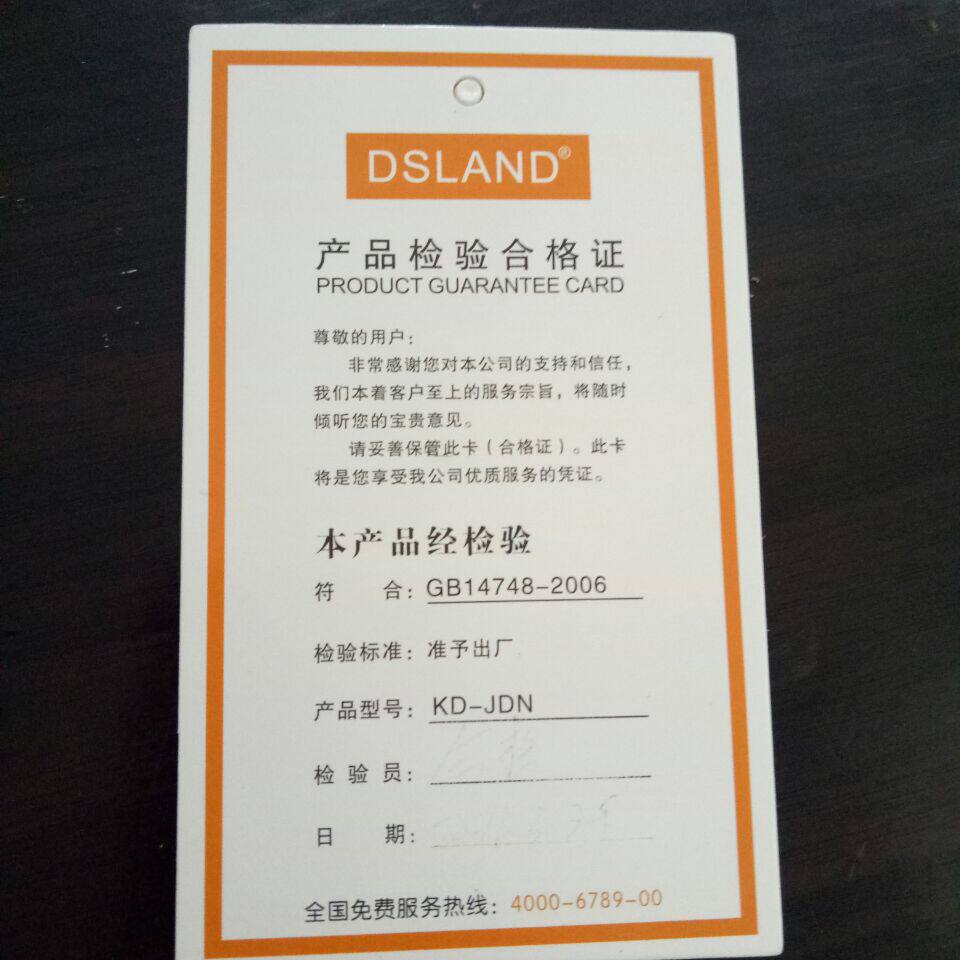 DSLAND®
产品检验合格证
PRODUCT GUARANTEE CARD
尊敬的用户：
非常感谢您对本公司的支持和信任，
我们本着客户至上的服务宗旨，将随时
倾听您的宝贵意见。
请妥善保管此卡（合格证）。此卡
将是您享受我公司优质服务的凭证。
本产品经检验
符 合：GB14748-2006
检验标准：准予出厂
产品型号：KD-JDN
检 验 员：
日 期：
全国免费服务热线：4000-6789-00